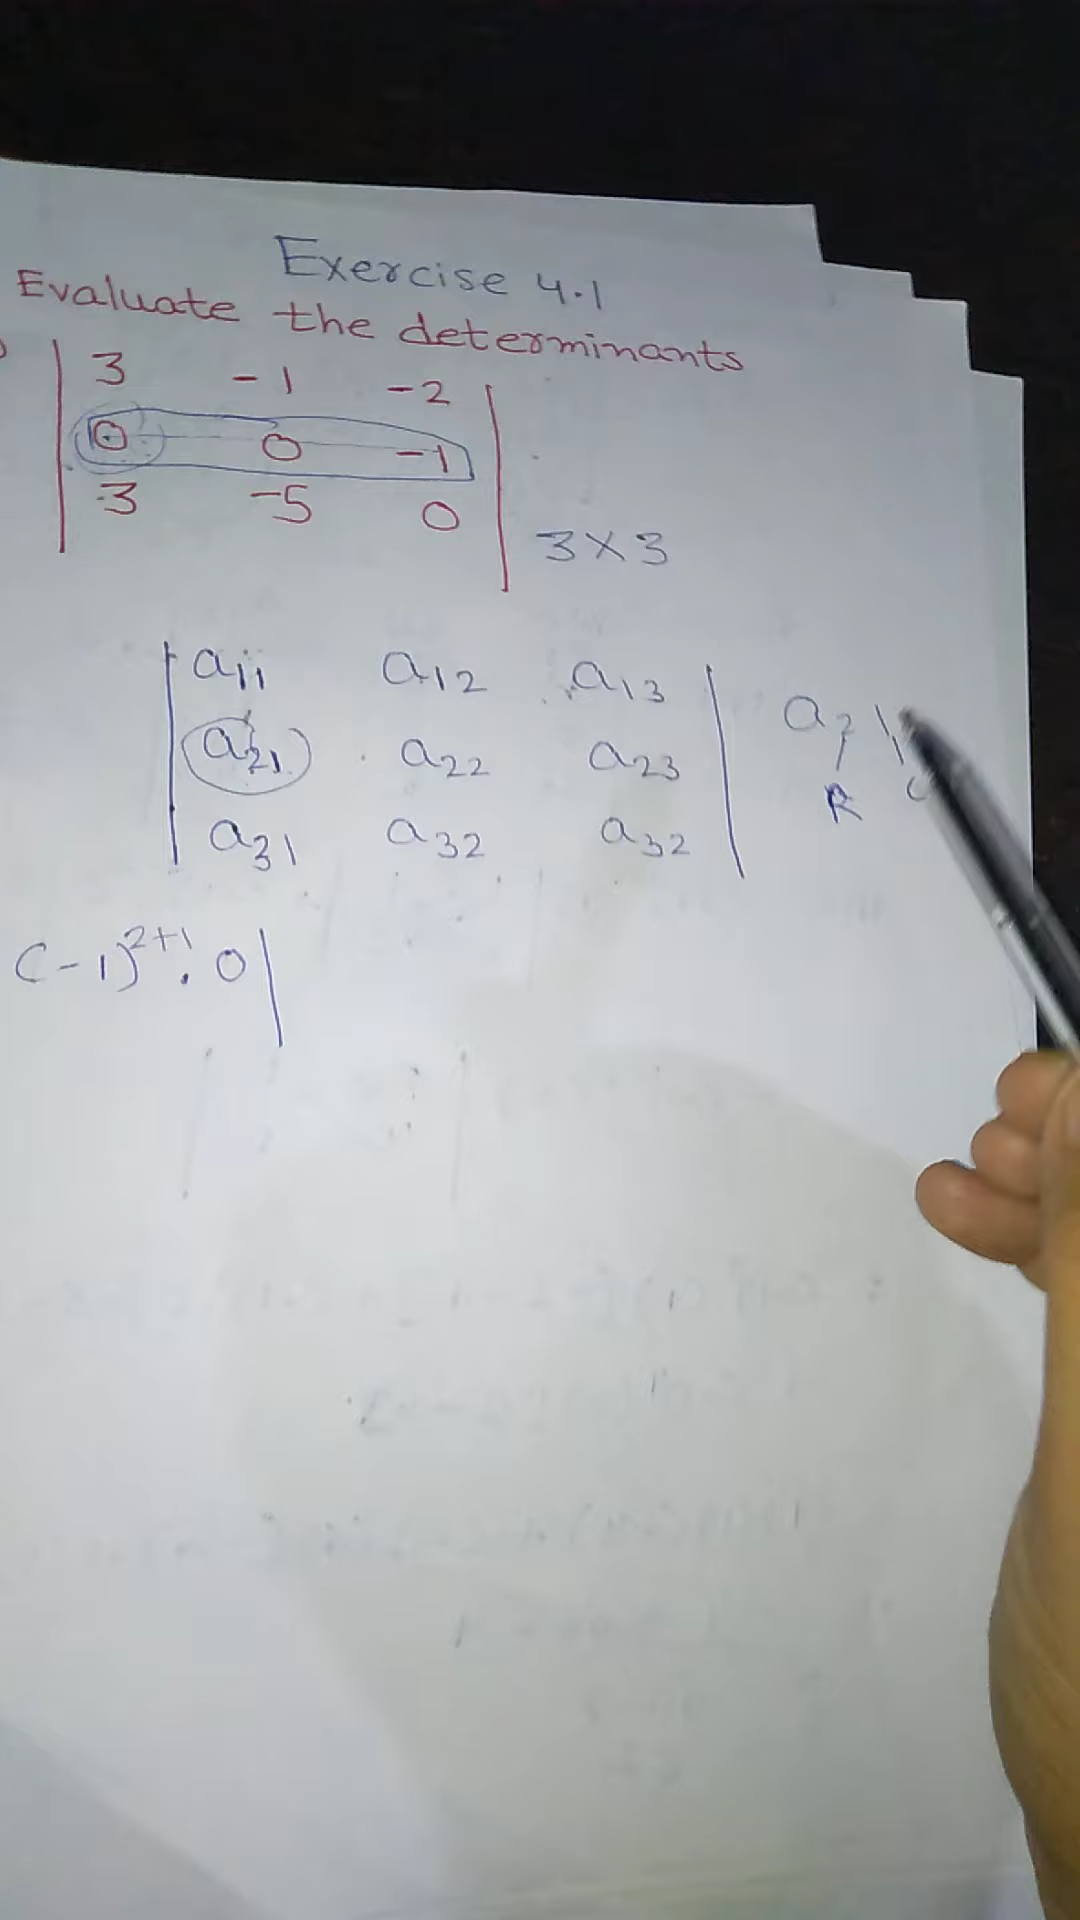 Exercise 4.1
Evaluate the determinants
3 -1 -2
0 0 -1
3 -5 0
3×3
a11 a12 a13
a21 a22 a23
a31 a32 a32
a21
R
(-1)^2+1 . 0